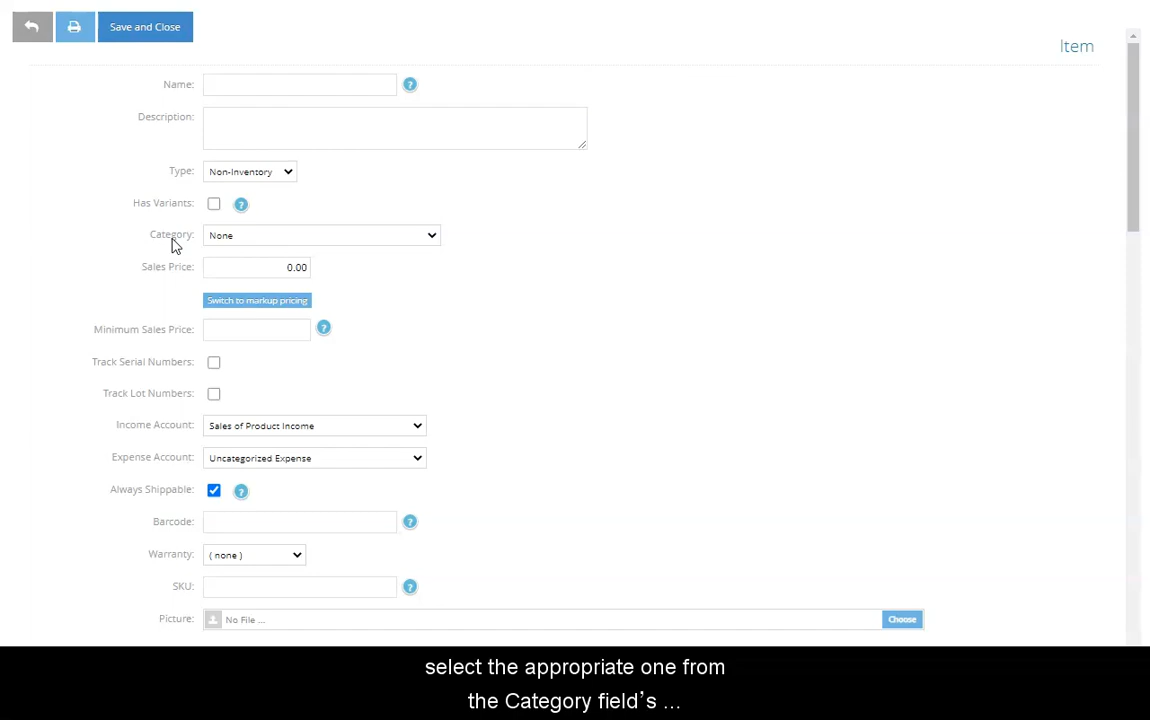 Save and Close
Item
Name: ?
Description:
Type: Non-Inventory
Has Variants: ?
Category: None
Sales Price: 0.00
Switch to markup pricing
Minimum Sales Price: ?
Track Serial Numbers:
Track Lot Numbers:
Income Account: Sales of Product Income
Expense Account: Uncategorized Expense
Always Shippable: ?
Barcode: ?
Warranty: ( none )
SKU: ?
Picture: No File ... Choose
select the appropriate one from
the Category field’s ...